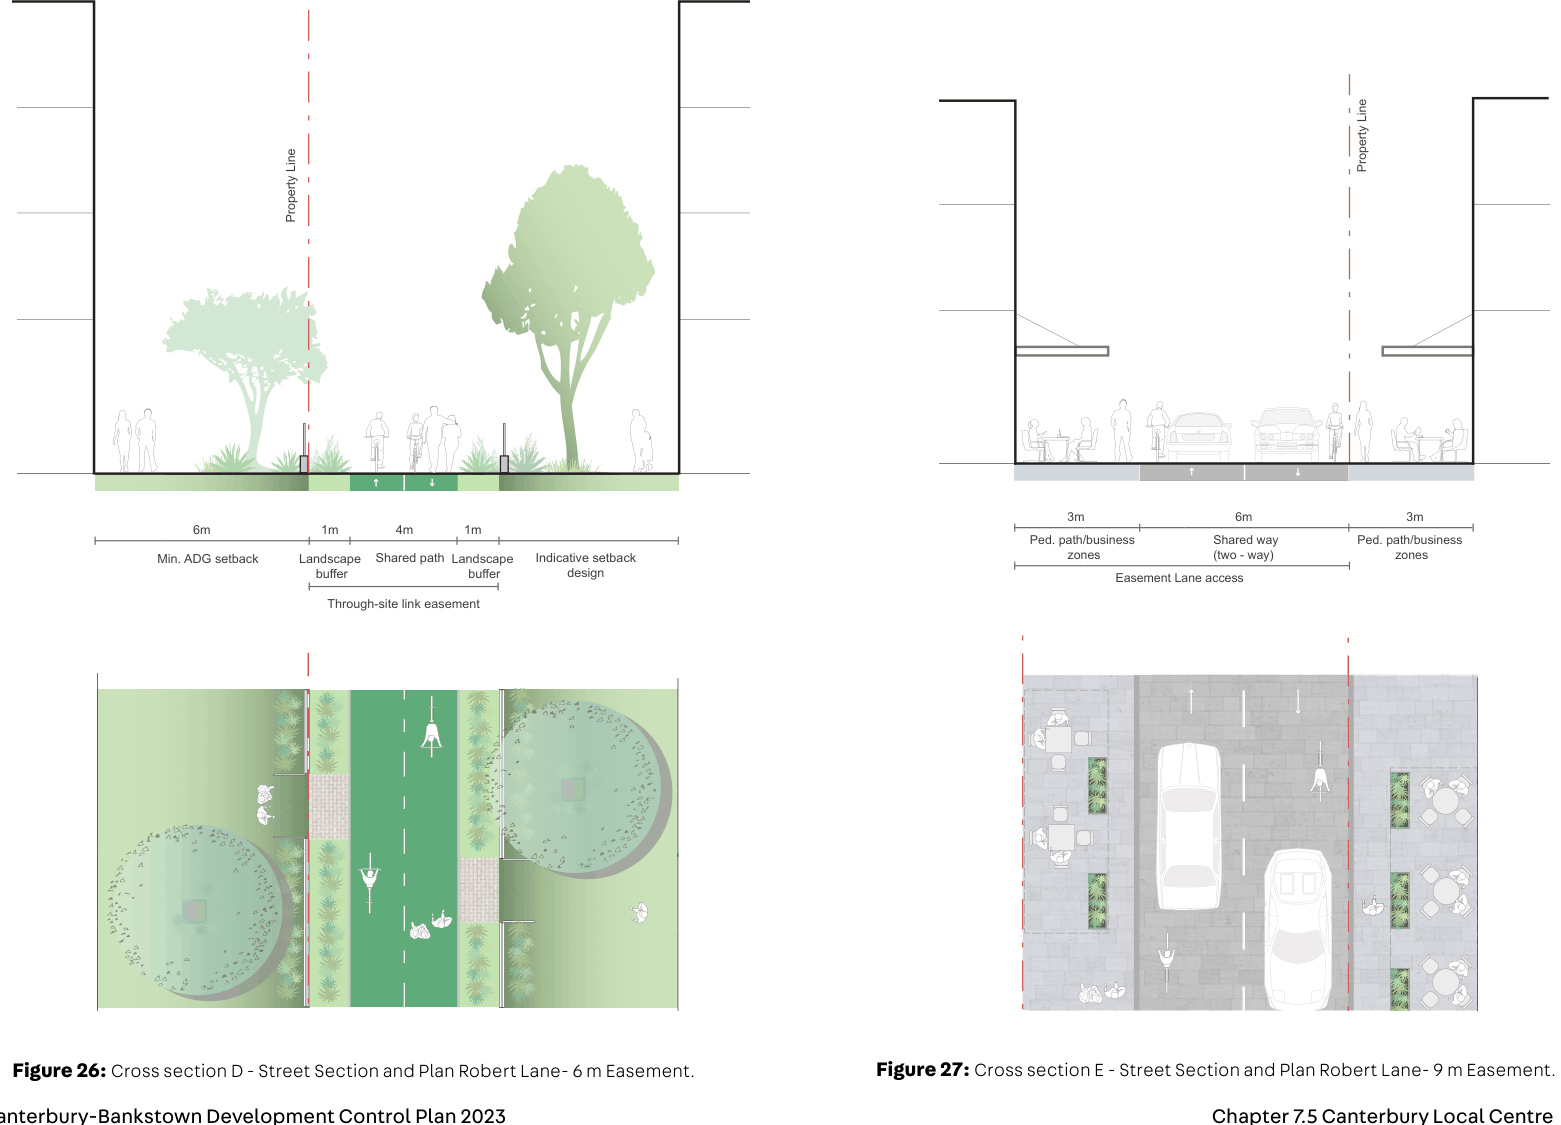 Property Line
6m
1m
4m
1m
Min. ADG setback
Landscape
buffer
Shared path
Landscape
buffer
Indicative setback
design
Through-site link easement
Figure 26: Cross section D - Street Section and Plan Robert Lane- 6 m Easement.
Property Line
3m
6m
3m
Ped. path/business
zones
Shared way
(two - way)
Ped. path/business
zones
Easement Lane access
Figure 27: Cross section E - Street Section and Plan Robert Lane- 9 m Easement.
anterbury-Bankstown Development Control Plan 2023
Chapter 7.5 Canterbury Local Centre